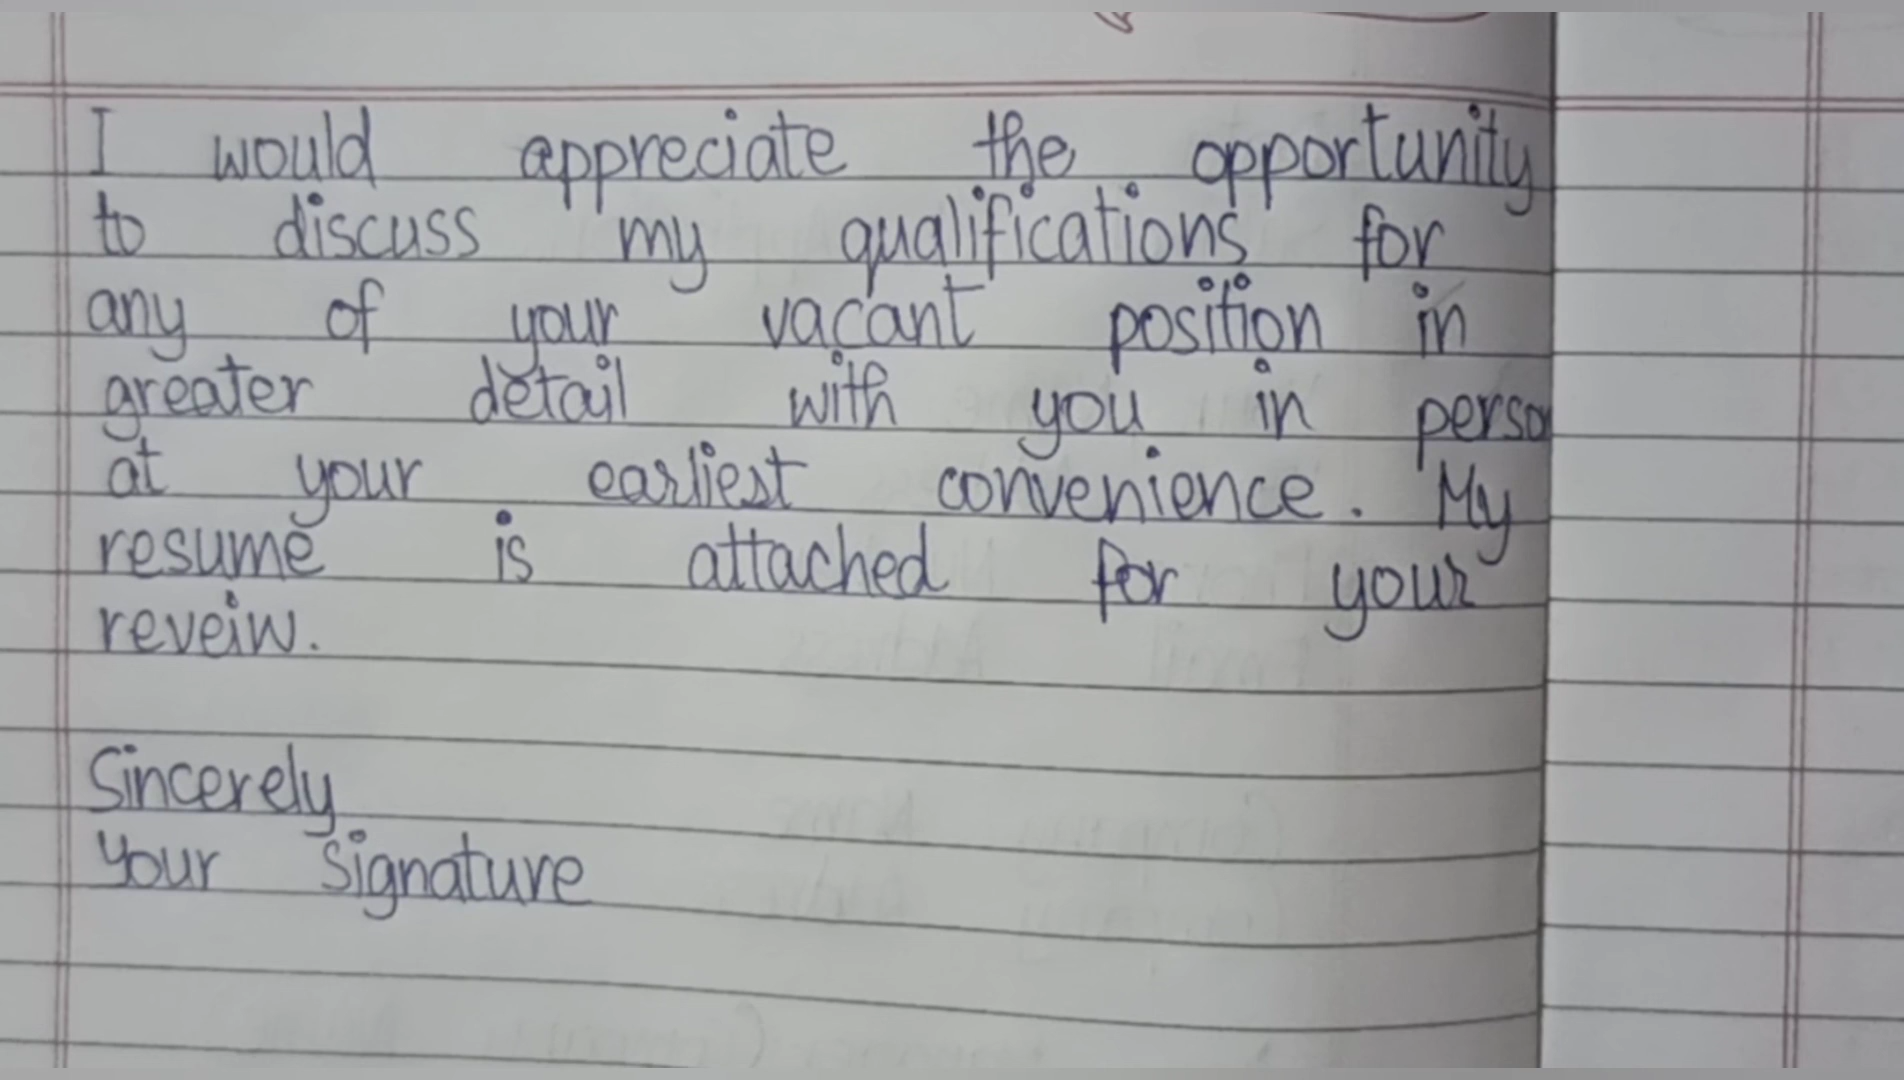 I would appreciate the opportunity
to discuss my qualifications for
any of your vacant position in
greater detail with you in perso
at your earliest convenience. My
resume is attached for your
reveiw.
Sincerely
Your Signature